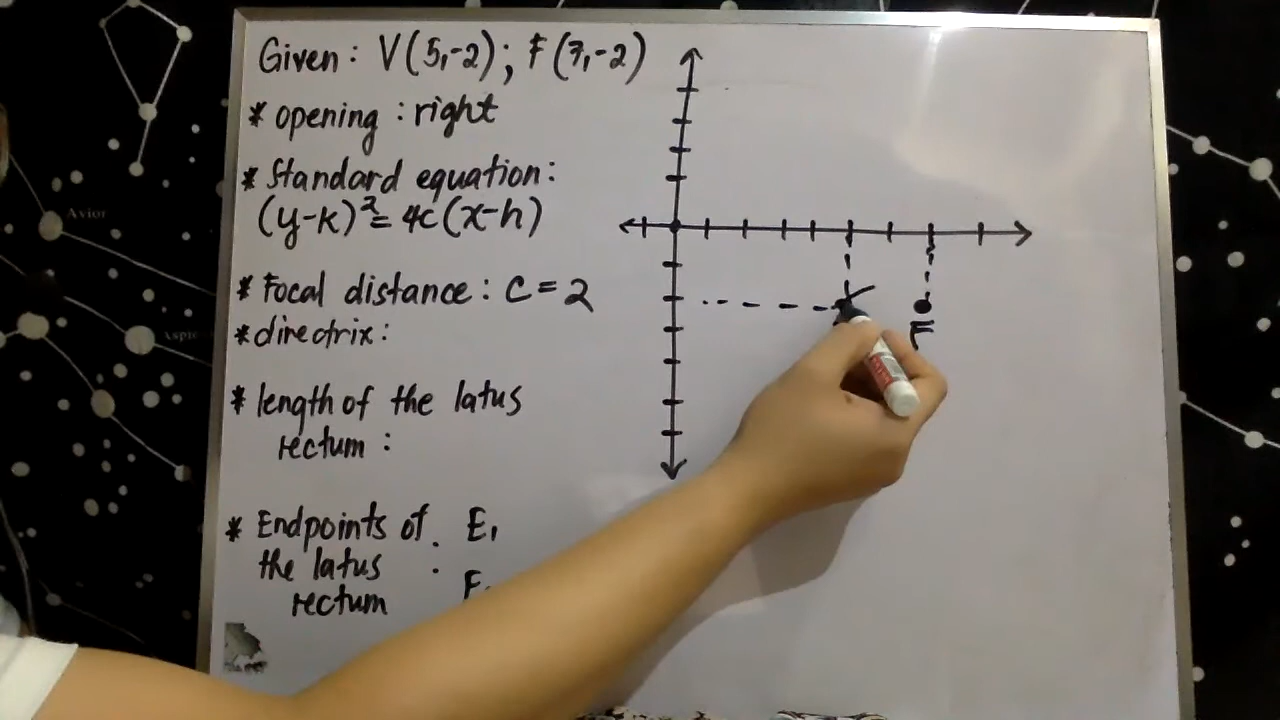 Given: V(5,-2); F(7,-2)
* opening : right
* Standard equation:
(y-k)²= 4c(x-h)
* Focal distance: c = 2
* directrix:
* length of the latus
rectum :
* Endpoints of : E₁
the latus
rectum
F
Avior